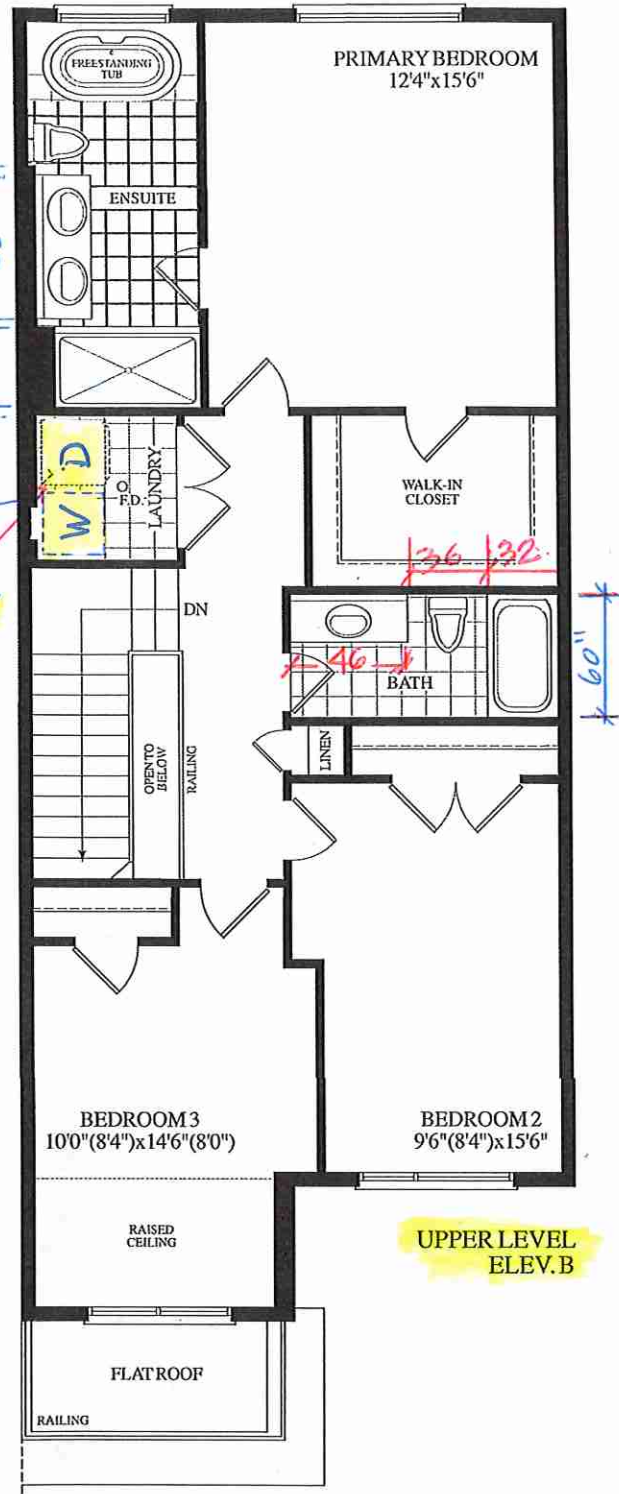 FREESTANDING
TUB
PRIMARY BEDROOM
12'4"x15'6"
ENSUITE
D
W
O
F.D.
LAUNDRY
WALK-IN
CLOSET
36 32
DN
46
BATH
60"
LINEN
OPEN TO
BELOW
RAILING
BEDROOM 3
10'0"(8'4")x14'6"(8'0")
BEDROOM 2
9'6"(8'4")x15'6"
RAISED
CEILING
UPPER LEVEL
ELEV. B
FLAT ROOF
RAILING